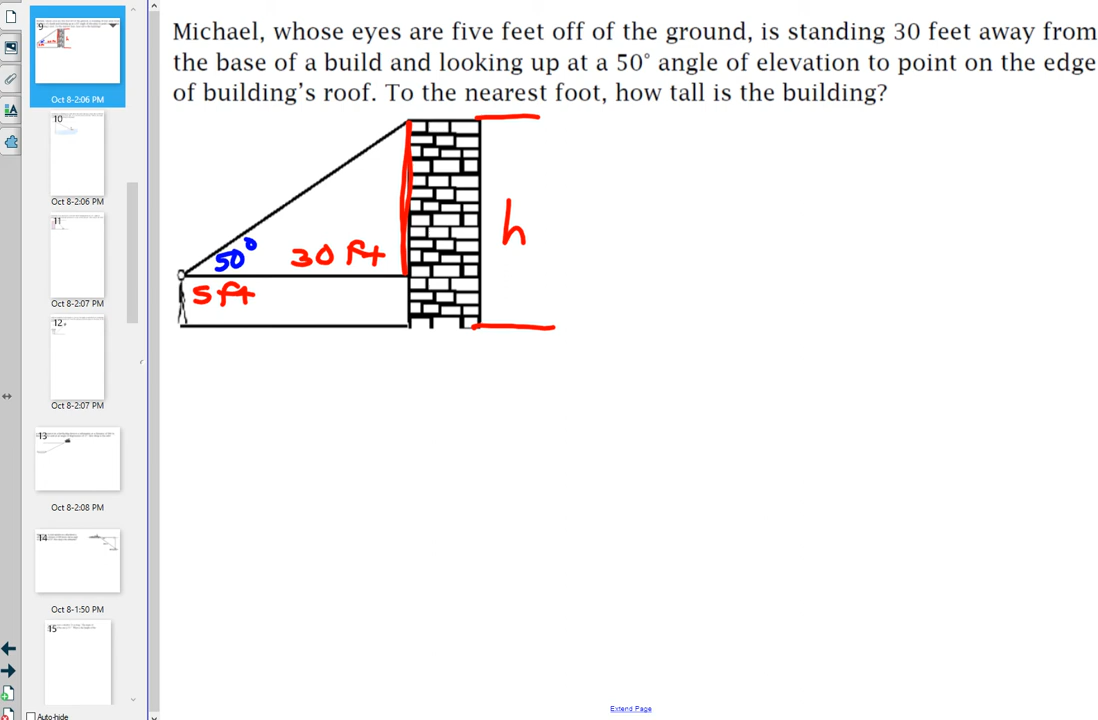 9
Oct 8-2:06 PM
10
Oct 8-2:06 PM
11
Oct 8-2:07 PM
12
Oct 8-2:07 PM
13
Oct 8-2:08 PM
14
Oct 8-1:50 PM
15
Auto-hide
Michael, whose eyes are five feet off of the ground, is standing 30 feet away from
the base of a build and looking up at a 50° angle of elevation to point on the edge
of building's roof. To the nearest foot, how tall is the building?
50°
30 ft
h
5 ft
Extend Page